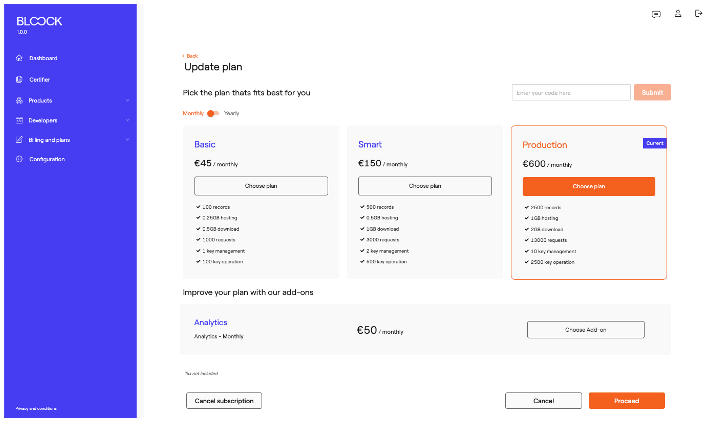 BLOOCK
1.0.0
Dashboard
Certifier
Products
Developers
Billing and plans
Configuration
Privacy and conditions
Back
Update plan
Pick the plan thats fits best for you
Enter your code here
Submit
Monthly
Yearly
Basic
€45 / monthly
Choose plan
100 records
0.25GB hosting
0.5GB download
1000 requests
1 key management
100 key operation
Smart
€150 / monthly
Choose plan
500 records
0.5GB hosting
1GB download
3000 requests
2 key management
500 key operation
Production
Current
€600 / monthly
Choose plan
2500 records
1GB hosting
2GB download
13000 requests
10 key management
2500 key operation
Improve your plan with our add-ons
Analytics
Analytics - Monthly
€50 / monthly
Choose Add-on
Tax not included
Cancel subscription
Cancel
Proceed